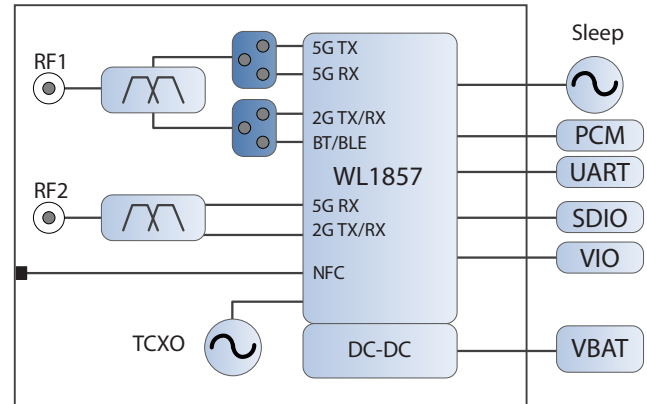 5G TX
5G RX
2G TX/RX
BT/BLE
WL1857
5G RX
2G TX/RX
NFC
DC-DC
RF1
RF2
TCXO
Sleep
PCM
UART
SDIO
VIO
VBAT